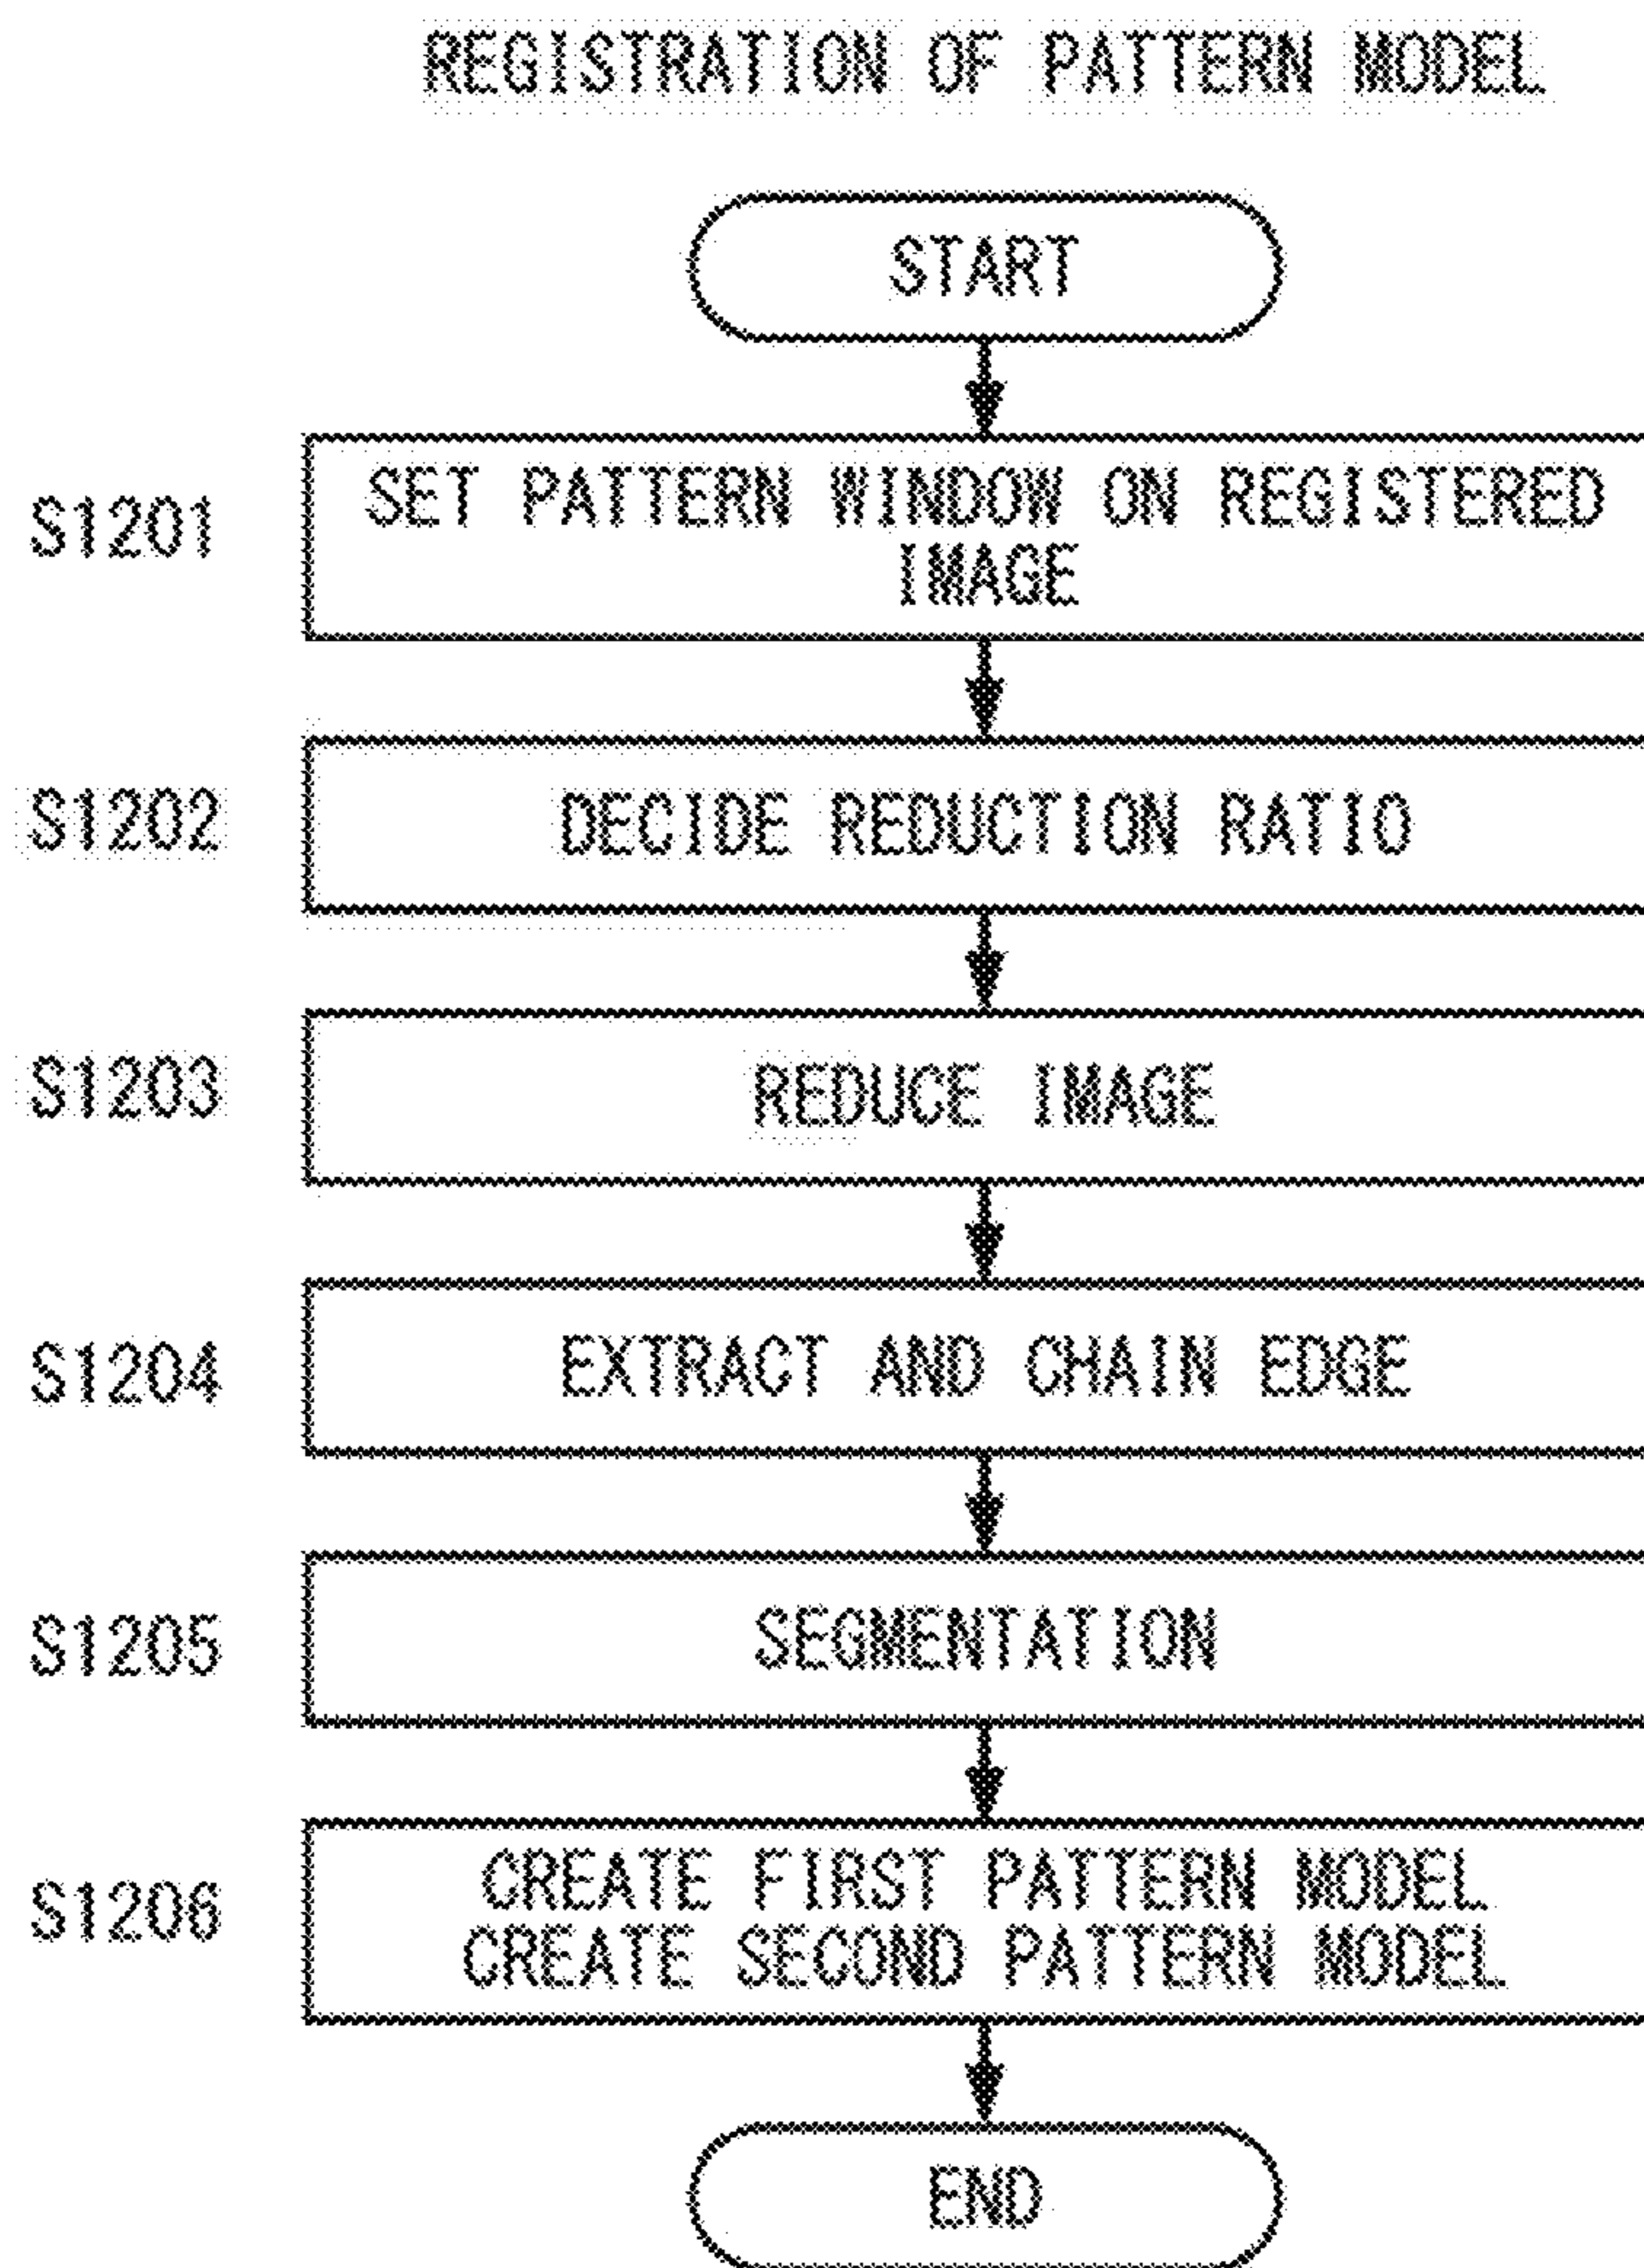 REGISTRATION OF PATTERN MODEL
START
S1201
SET PATTERN WINDOW ON REGISTERED
IMAGE
S1202
DECIDE REDUCTION RATIO
S1203
REDUCE IMAGE
S1204
EXTRACT AND CHAIN EDGE
S1205
SEGMENTATION
S1206
CREATE FIRST PATTERN MODEL
CREATE SECOND PATTERN MODEL
END